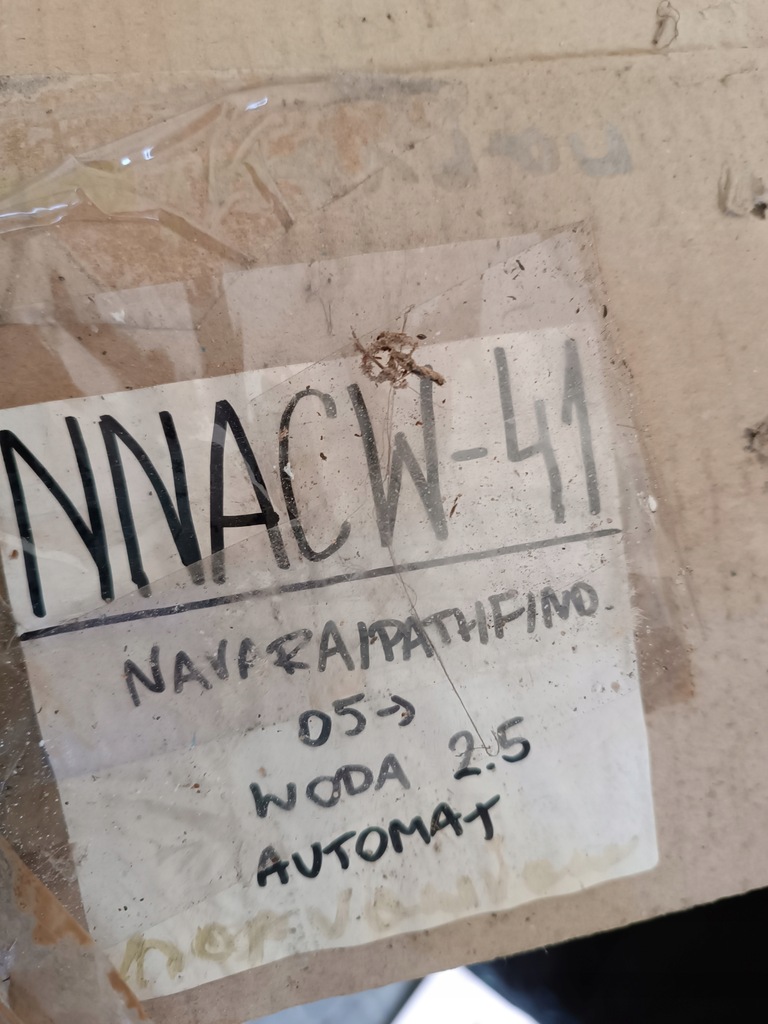 NNACW-41
NAVARA/PATHFIND.
05→
WODA 2.5
AUTOMAT